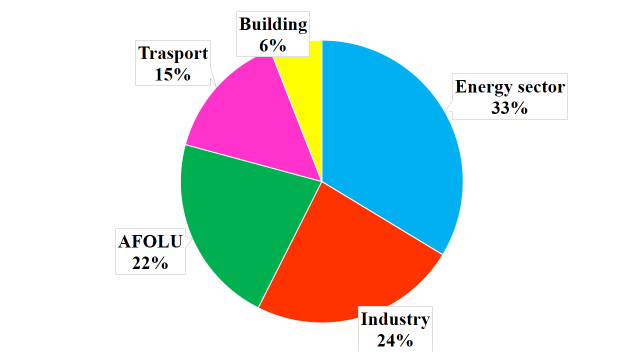 Building
6%
Trasport
15%
Energy sector
33%
AFOLU
22%
Industry
24%